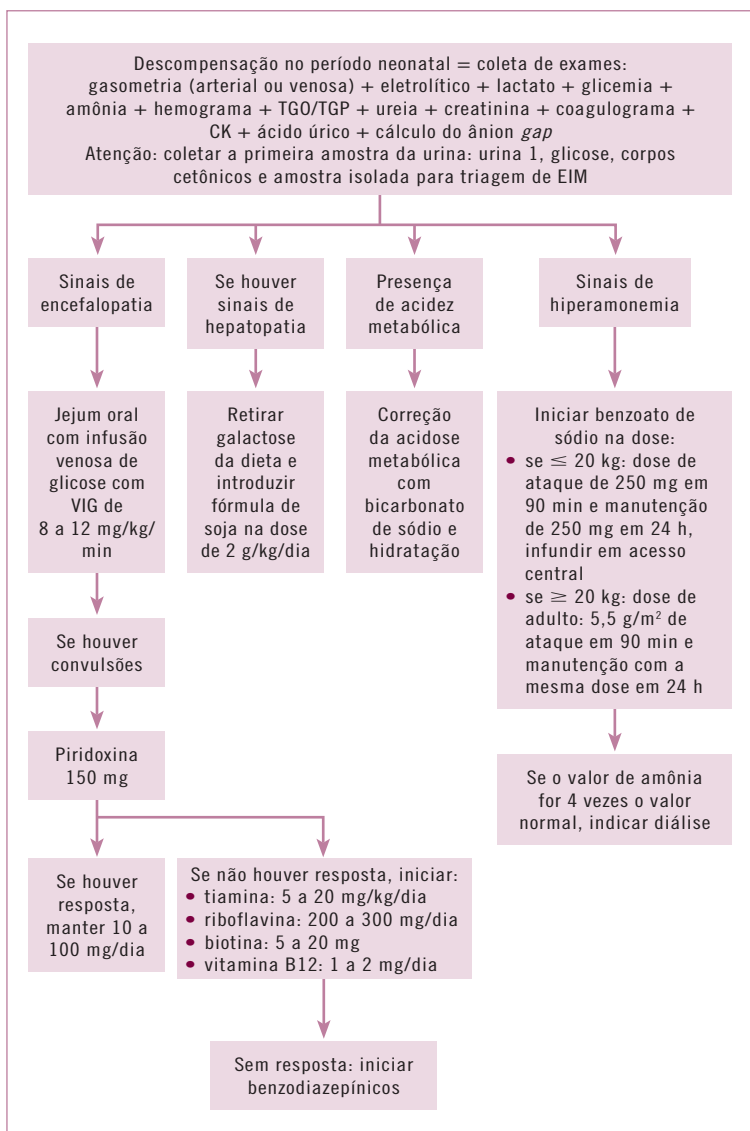 Descompensação no período neonatal = coleta de exames:
gasometria (arterial ou venosa) + eletrolítico + lactato + glicemia +
amônia + hemograma + TGO/TGP + ureia + creatinina + coagulograma +
CK + ácido úrico + cálculo do ânion gap
Atenção: coletar a primeira amostra da urina: urina 1, glicose, corpos
cetônicos e amostra isolada para triagem de EIM
Sinais de
encefalopatia
Se houver
sinais de
hepatopatia
Presença
de acidez
metabólica
Sinais de
hiperamonemia
Jejum oral
com infusão
venosa de
glicose com
VIG de
8 a 12 mg/kg/
min
Retirar
galactose
da dieta e
introduzir
fórmula de
soja na dose
de 2 g/kg/dia
Correção
da acidose
metabólica
com
bicarbonato
de sódio e
hidratação
Iniciar benzoato de
sódio na dose:
• se ≤ 20 kg: dose de
ataque de 250 mg em
90 min e manutenção
de 250 mg em 24 h,
infundir em acesso
central
• se ≥ 20 kg: dose de
adulto: 5,5 g/m² de
ataque em 90 min e
manutenção com a
mesma dose em 24 h
Se houver
convulsões
Piridoxina
150 mg
Se o valor de amônia
for 4 vezes o valor
normal, indicar diálise
Se houver
resposta,
manter 10 a
100 mg/dia
Se não houver resposta, iniciar:
• tiamina: 5 a 20 mg/kg/dia
• riboflavina: 200 a 300 mg/dia
• biotina: 5 a 20 mg
• vitamina B12: 1 a 2 mg/dia
Sem resposta: iniciar
benzodiazepínicos